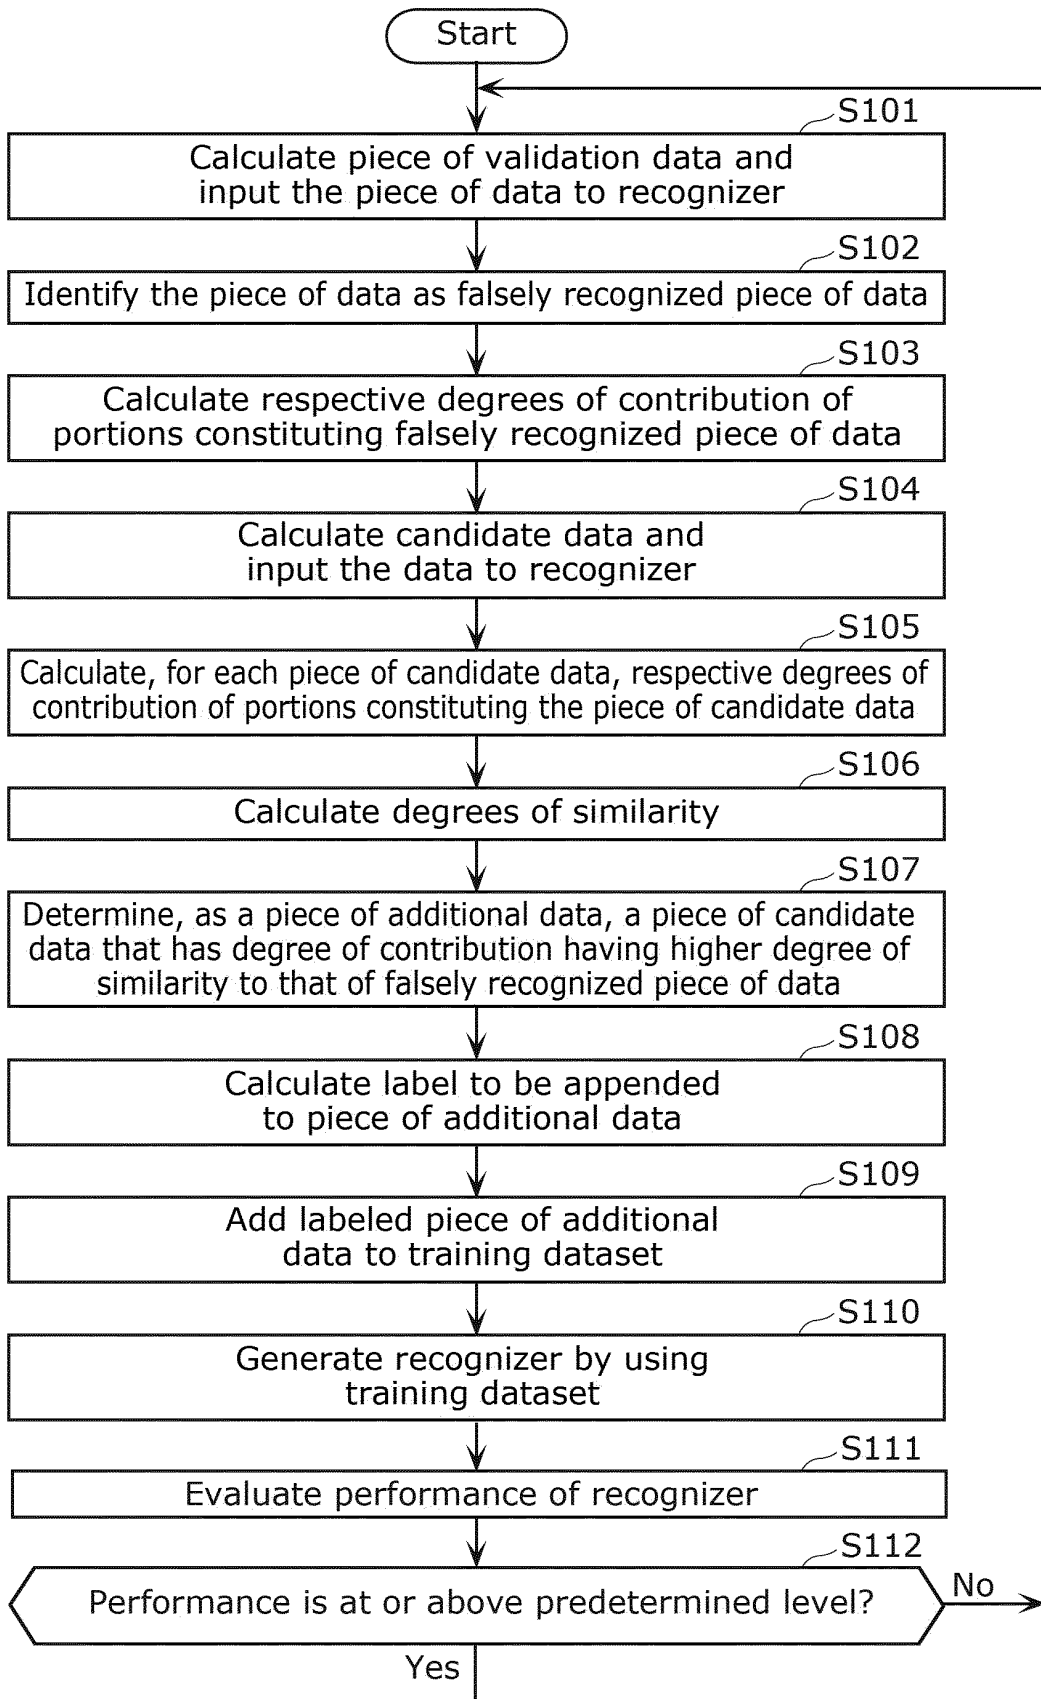 Start
S101
Calculate piece of validation data and
input the piece of data to recognizer
S102
Identify the piece of data as falsely recognized piece of data
S103
Calculate respective degrees of contribution of
portions constituting falsely recognized piece of data
S104
Calculate candidate data and
input the data to recognizer
S105
Calculate, for each piece of candidate data, respective degrees of
contribution of portions constituting the piece of candidate data
S106
Calculate degrees of similarity
S107
Determine, as a piece of additional data, a piece of candidate
data that has degree of contribution having higher degree of
similarity to that of falsely recognized piece of data
S108
Calculate label to be appended
to piece of additional data
S109
Add labeled piece of additional
data to training dataset
S110
Generate recognizer by using
training dataset
S111
Evaluate performance of recognizer
S112
Performance is at or above predetermined level?
No
Yes